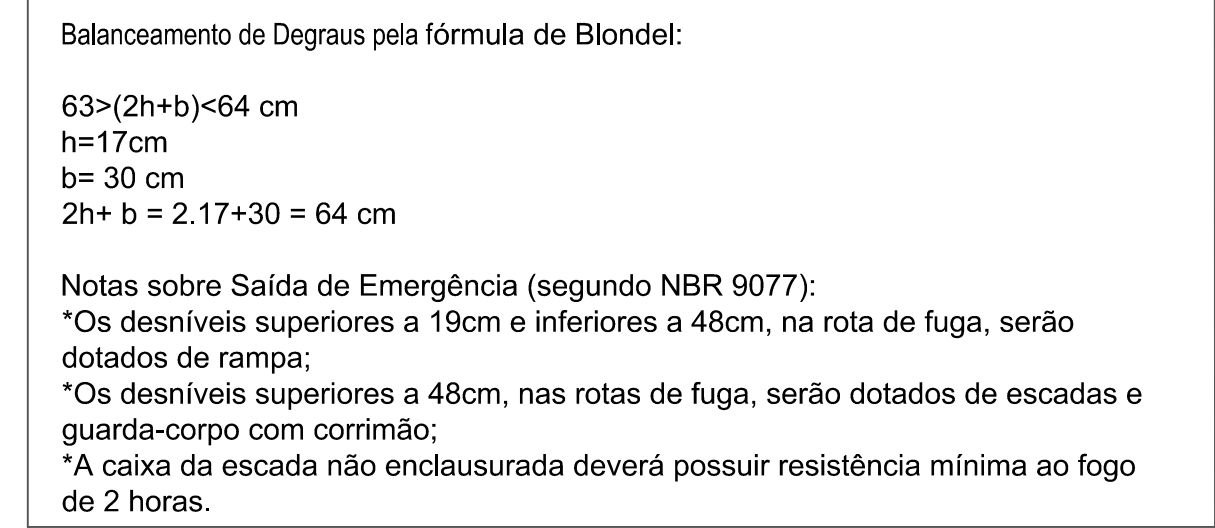 Balanceamento de Degraus pela fórmula de Blondel:
63>(2h+b)<64 cm
h=17cm
b= 30 cm
2h+ b = 2.17+30 = 64 cm
Notas sobre Saída de Emergência (segundo NBR 9077):
*Os desníveis superiores a 19cm e inferiores a 48cm, na rota de fuga, serão
dotados de rampa;
*Os desníveis superiores a 48cm, nas rotas de fuga, serão dotados de escadas e
guarda-corpo com corrimão;
*A caixa da escada não enclausurada deverá possuir resistência mínima ao fogo
de 2 horas.